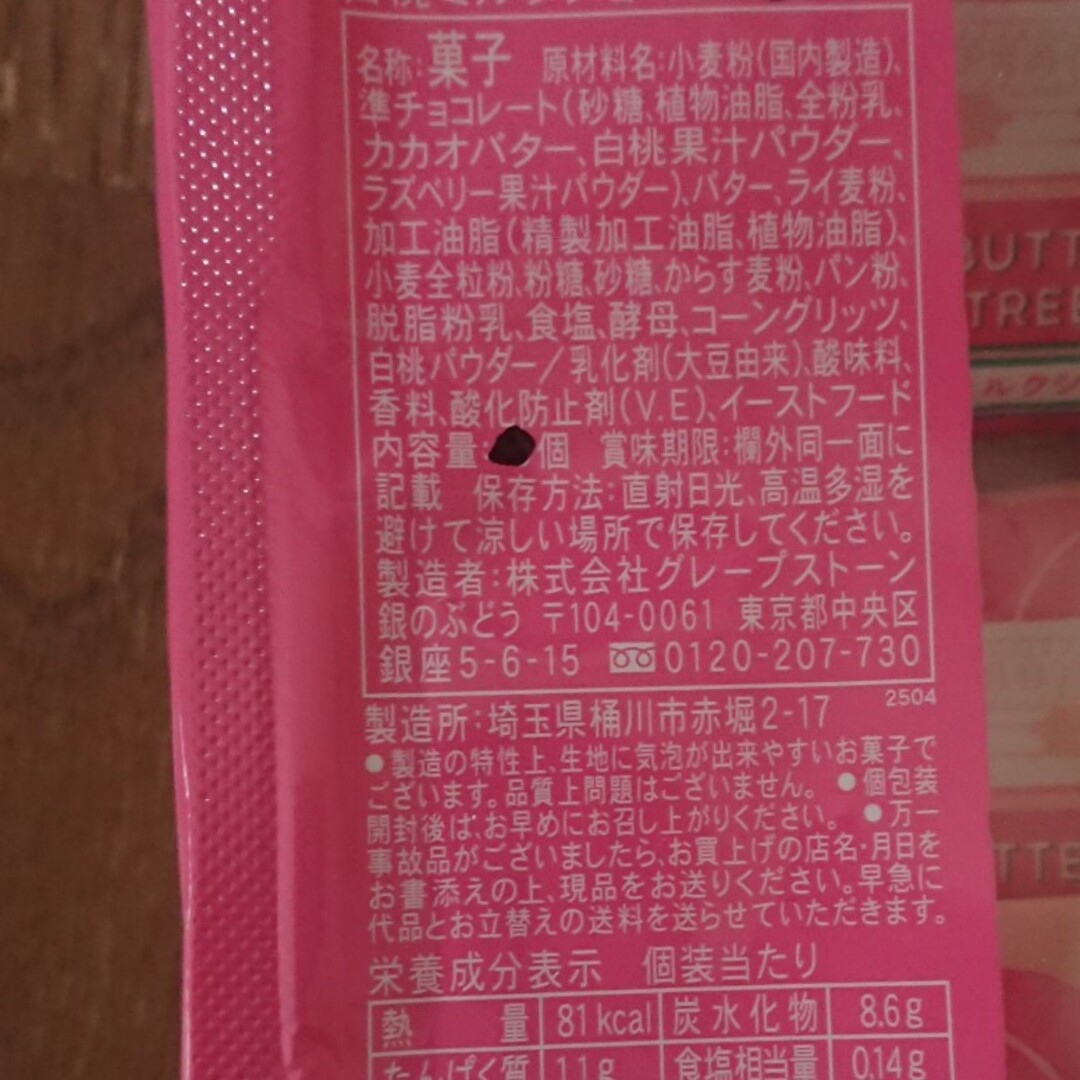 名称:菓子 原材料名:小麦粉(国内製造)、
準チョコレート(砂糖、植物油脂、全粉乳、
カカオバター、白桃果汁パウダー、
ラズベリー果汁パウダー)、バター、ライ麦粉、
加工油脂(精製加工油脂、植物油脂)、
小麦全粒粉、粉糖、砂糖、からす麦粉、パン粉、
脱脂粉乳、食塩、酵母、コーングリッツ、
白桃パウダー/乳化剤(大豆由来)、酸味料、
香料、酸化防止剤(V.E)、イーストフード
内容量: 個 賞味期限:欄外同一面に
記載 保存方法:直射日光、高温多湿を
避けて涼しい場所で保存してください。
製造者:株式会社グレープストーン
銀のぶどう 〒104-0061 東京都中央区
銀座5-6-15 0120-207-730
2504
製造所:埼玉県桶川市赤堀2-17
●製造の特性上、生地に気泡が出来やすいお菓子で
ございます。品質上問題はございません。 ●個包装
開封後は、お早めにお召し上がりください。 ●万一
事故品がございましたら、お買上げの店名・月日を
お書添えの上、現品をお送りください。早急に
代品とお立替えの送料を送らせていただきます。
栄養成分表示 個装当たり
熱量 81kcal 炭水化物 8.6g
たんぱく質 1.1g 食塩相当量 0.14g
BUTT
TREE
ルクシ
TTE